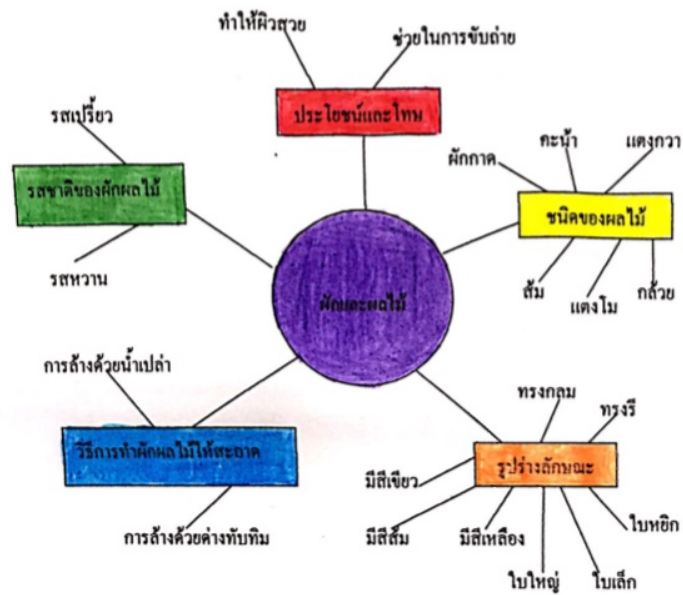 ทำให้ผิวสวย
ช่วยในการขับถ่าย
ประโยชน์และโทษ
รสเปรี้ยว
รสชาติของผักผลไม้
รสหวาน
ผักกาด
คะน้า
แตงกวา
ชนิดของผลไม้
ส้ม
แตงโม
กล้วย
ผักและผลไม้
การล้างด้วยน้ำเปล่า
วิธีการทำผักผลไม้ให้สะอาด
การล้างด้วยด่างทับทิม
ทรงกลม
ทรงรี
รูปร่างลักษณะ
มีสีเขียว
มีสีส้ม
มีสีเหลือง
ใบใหญ่
ใบเล็ก
ใบหยิก